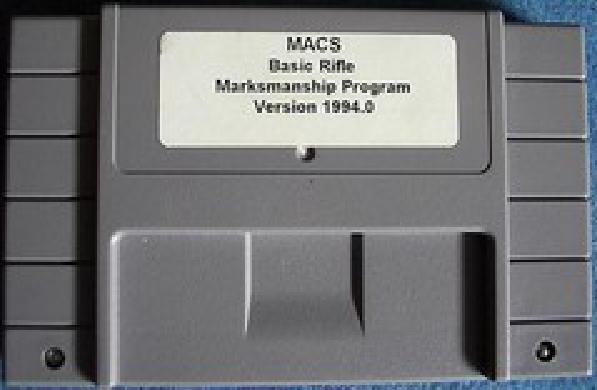 MACS
Basic Rifle
Marksmanship Program
Version 1994.0